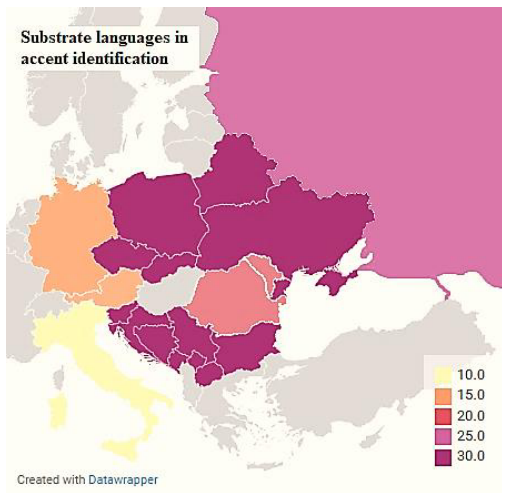 Substrate languages in
accent identification
10.0
15.0
20.0
25.0
30.0
Created with Datawrapper